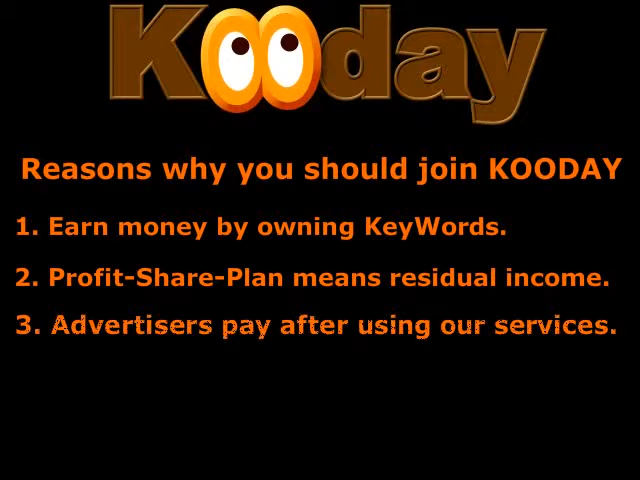 Kooday
Reasons why you should join KOODAY
1. Earn money by owning KeyWords.
2. Profit-Share-Plan means residual income.
3. Advertisers pay after using our services.